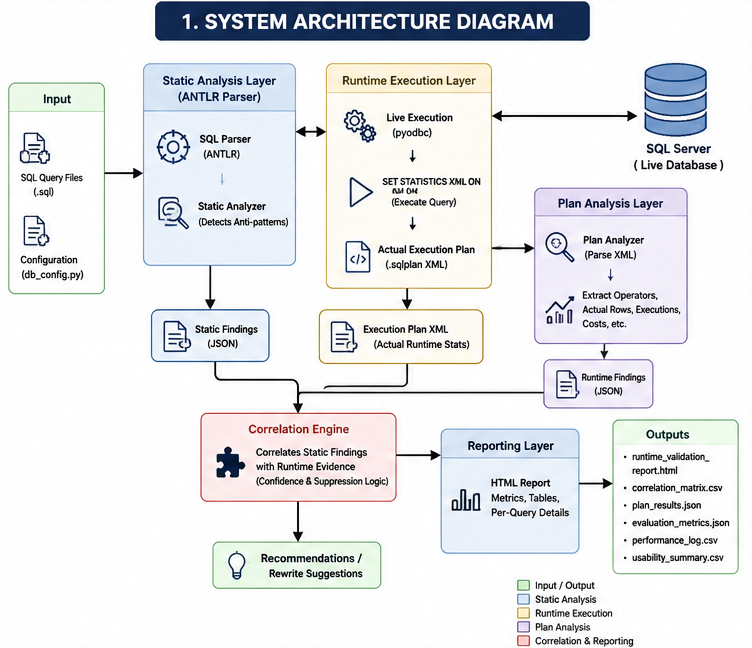 1. SYSTEM ARCHITECTURE DIAGRAM
Input
SQL Query Files
(.sql)
Configuration
(db_config.py)
Static Analysis Layer
(ANTLR Parser)
SQL Parser
(ANTLR)
Static Analyzer
(Detects Anti-patterns)
Runtime Execution Layer
Live Execution
(pyodbc)
SET STATISTICS XML ON
(Execate Query)
Actual Execution Plan
(.sqlplan XML)
SQL Server
( Live Database )
Plan Analysis Layer
Plan Analyzer
(Parse XML)
Extract Operators,
Actual Rows, Executions,
Costs, etc.
Static Findings
(JSON)
Execution Plan XML
(Actual Runtime Stats)
Runtime Findings
(JSON)
Correlation Engine
Correlates Static Findings
with Runtime Evidence
(Confidence & Suppression Logic)
Reporting Layer
HTML Report
Metrics, Tables,
Per-Query Details
Outputs
• runtime_validation_
report.html
• correlation_matrix.csv
• plan_results.json
• evaluation_metrics.json
• performance_log.csv
• usability_summary.csv
Recommendations /
Rewrite Suggestions
Input / Output
Static Analysis
Runtime Execution
Plan Analysis
Correlation & Reporting